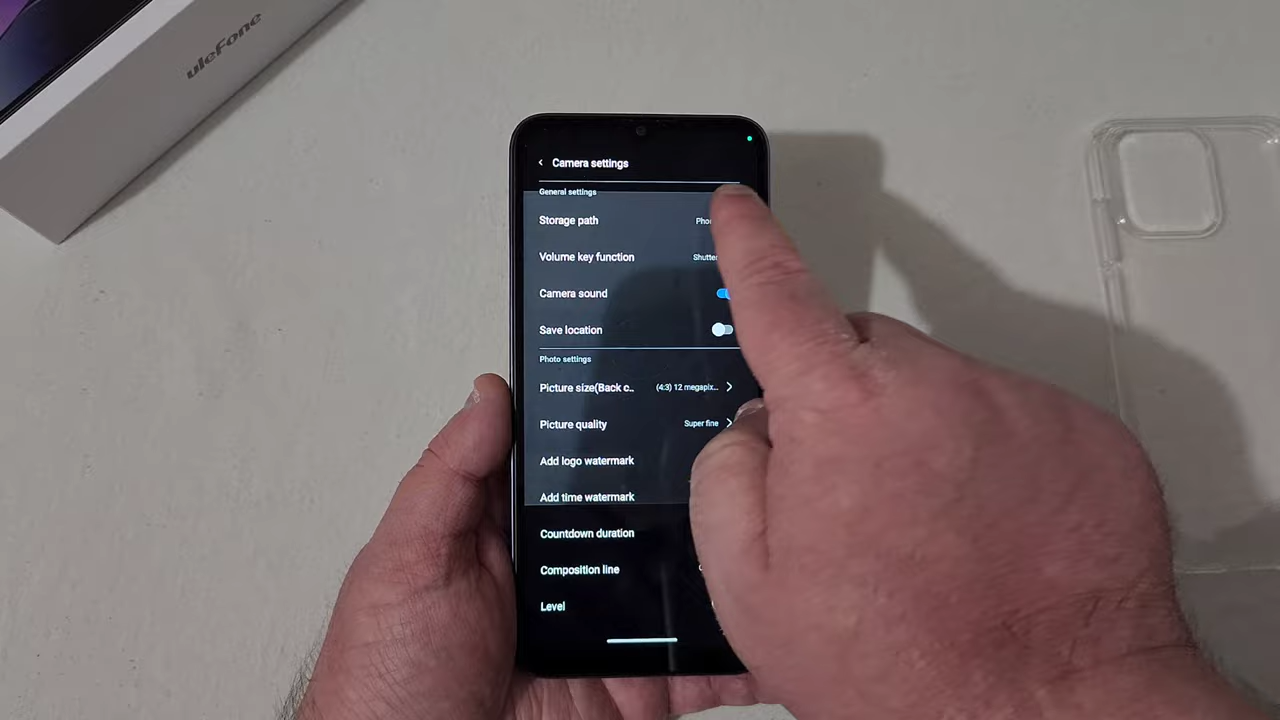 ulefone
Camera settings
General settings
Storage path
Volume key function Shutter
Camera sound
Save location
Photo settings
Picture size(Back c.. (4:3) 12 megapix...
Picture quality Super fine
Add logo watermark
Add time watermark
Countdown duration
Composition line
Level